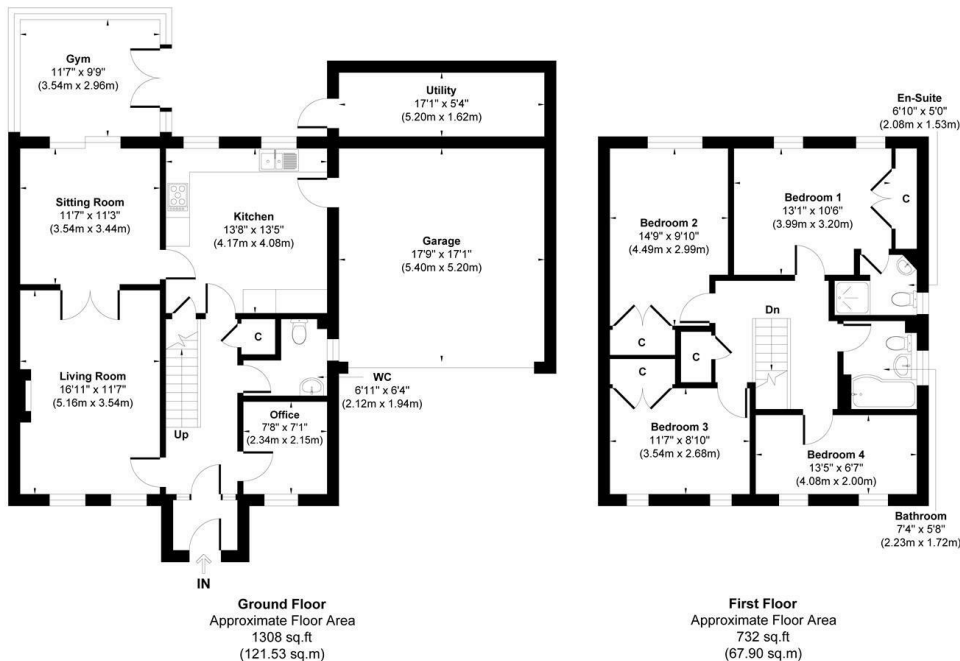 Gym
11'7" x 9'9"
(3.54m x 2.96m)
Utility
17'1" x 5'4"
(5.20m x 1.62m)
Sitting Room
11'7" x 11'3"
(3.54m x 3.44m)
Kitchen
13'8" x 13'5"
(4.17m x 4.08m)
Garage
17'9" x 17'1"
(5.40m x 5.20m)
Living Room
16'11" x 11'7"
(5.16m x 3.54m)
C
WC
6'11" x 6'4"
(2.12m x 1.94m)
Office
7'8" x 7'1"
(2.34m x 2.15m)
Up
IN
Ground Floor
Approximate Floor Area
1308 sq.ft
(121.53 sq.m)
En-Suite
6'10" x 5'0"
(2.08m x 1.53m)
Bedroom 1
13'1" x 10'6"
(3.99m x 3.20m)
C
Bedroom 2
14'9" x 9'10"
(4.49m x 2.99m)
Dn
C
C
C
Bedroom 3
11'7" x 8'10"
(3.54m x 2.68m)
Bedroom 4
13'5" x 6'7"
(4.08m x 2.00m)
Bathroom
7'4" x 5'8"
(2.23m x 1.72m)
First Floor
Approximate Floor Area
732 sq.ft
(67.90 sq.m)